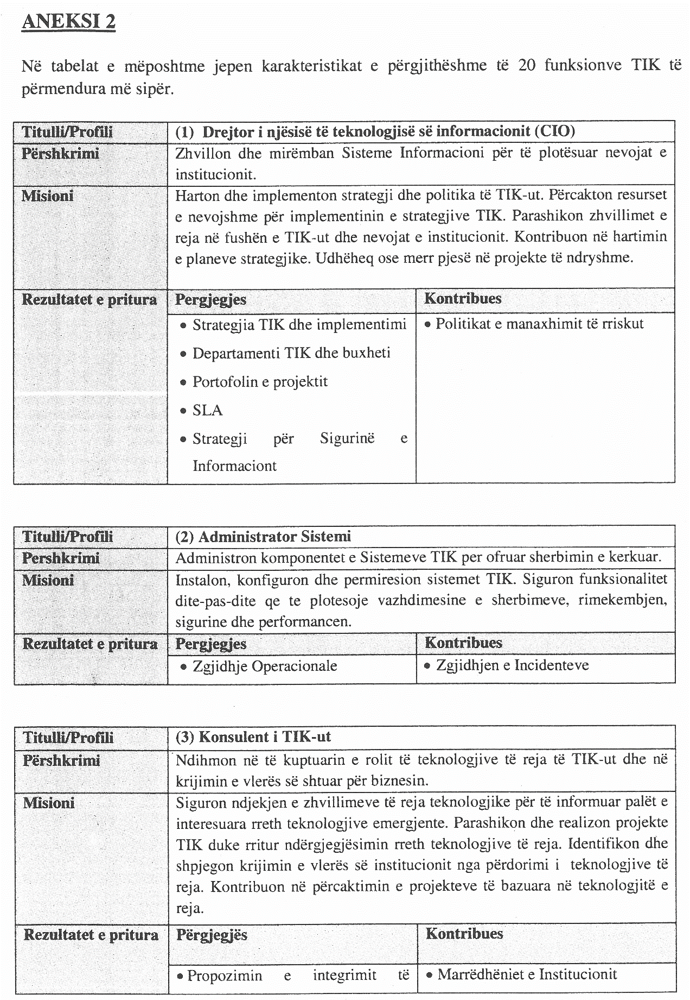 ANEKSI 2
Në tabelat e mëposhtme jepen karakteristikat e përgjithëshme të 20 funksionve TIK të
përmendura më sipër.
Titulli/Profili (1) Drejtor i njësisë të teknologjisë së informacionit (CIO)
Përshkrimi Zhvillon dhe mirëmban Sisteme Informacioni për të plotësuar nevojat e
institucionit.
Misioni Harton dhe implementon strategji dhe politika të TIK-ut. Përcakton resurset
e nevojshme për implementinin e strategjive TIK. Parashikon zhvillimet e
reja në fushën e TIK-ut dhe nevojat e institucionit. Kontribuon në hartimin
e planeve strategjike. Udhëheq ose merr pjesë në projekte të ndryshme.
Rezultatet e pritura Pergjegjes Kontribues
• Strategjia TIK dhe implementimi • Politikat e manaxhimit të rriskut
• Departamenti TIK dhe buxheti
• Portofolin e projektit
• SLA
• Strategji për Sigurinë e
Informaciont
Titulli/Profili (2) Administrator Sistemi
Pershkrimi Administron komponentet e Sistemeve TIK per ofruar sherbimin e kerkuar.
Misioni Instalon, konfiguron dhe permiresion sistemet TIK. Siguron funksionalitet
dite-pas-dite qe te plotesoje vazhdimesine e sherbimeve, rimekembjen,
sigurine dhe performancen.
Rezultatet e pritura Pergjegjes Kontribues
• Zgjidhje Operacionale • Zgjidhjen e Incidenteve
Titulli/Profili (3) Konsulent i TIK-ut
Përshkrimi Ndihmon në të kuptuarin e rolit të teknologjive të reja të TIK-ut dhe në
krijimin e vlerës së shtuar për biznesin.
Misioni Siguron ndjekjen e zhvillimeve të reja teknologjike për të informuar palët e
interesuara rreth teknologjive emergjente. Parashikon dhe realizon projekte
TIK duke rritur ndërgjegjësimin rreth teknologjive të reja. Identifikon dhe
shpjegon krijimin e vlerës së institucionit nga përdorimi i teknologjive të
reja. Kontribuon në përcaktimin e projekteve të bazuara në teknologjitë e
reja.
Rezultatet e pritura Përgjegjës Kontribues
• Propozimin e integrimit të • Marrëdhëniet e Institucionit